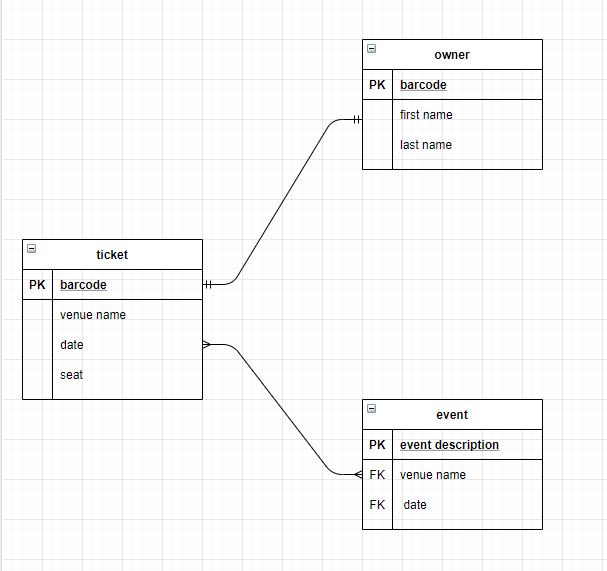 owner
PK barcode
first name
last name
ticket
PK barcode
venue name
date
seat
event
PK event description
FK venue name
FK date